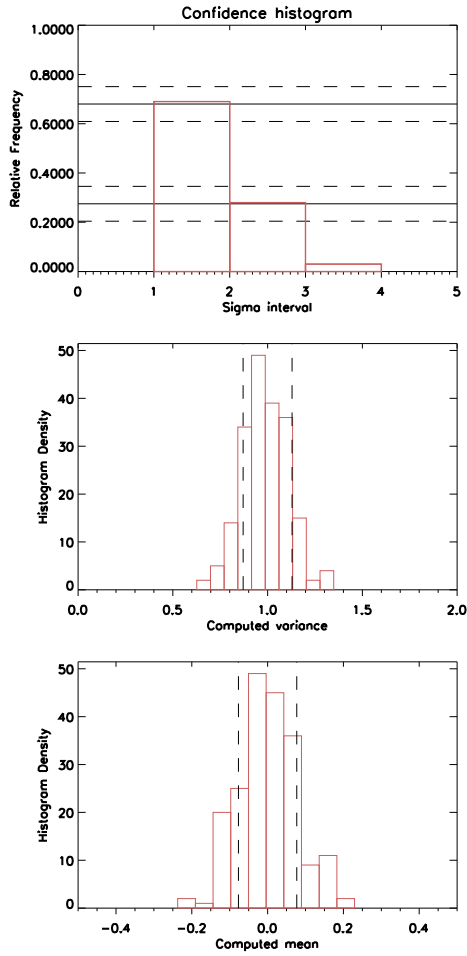 Confidence histogram
1.0000
0.8000
0.6000
0.4000
0.2000
0.0000
Relative Frequency
0 1 2 3 4 5
Sigma interval
50
40
30
20
10
0
Histogram Density
0.0 0.5 1.0 1.5 2.0
Computed variance
50
40
30
20
10
0
Histogram Density
-0.4 -0.2 0.0 0.2 0.4
Computed mean